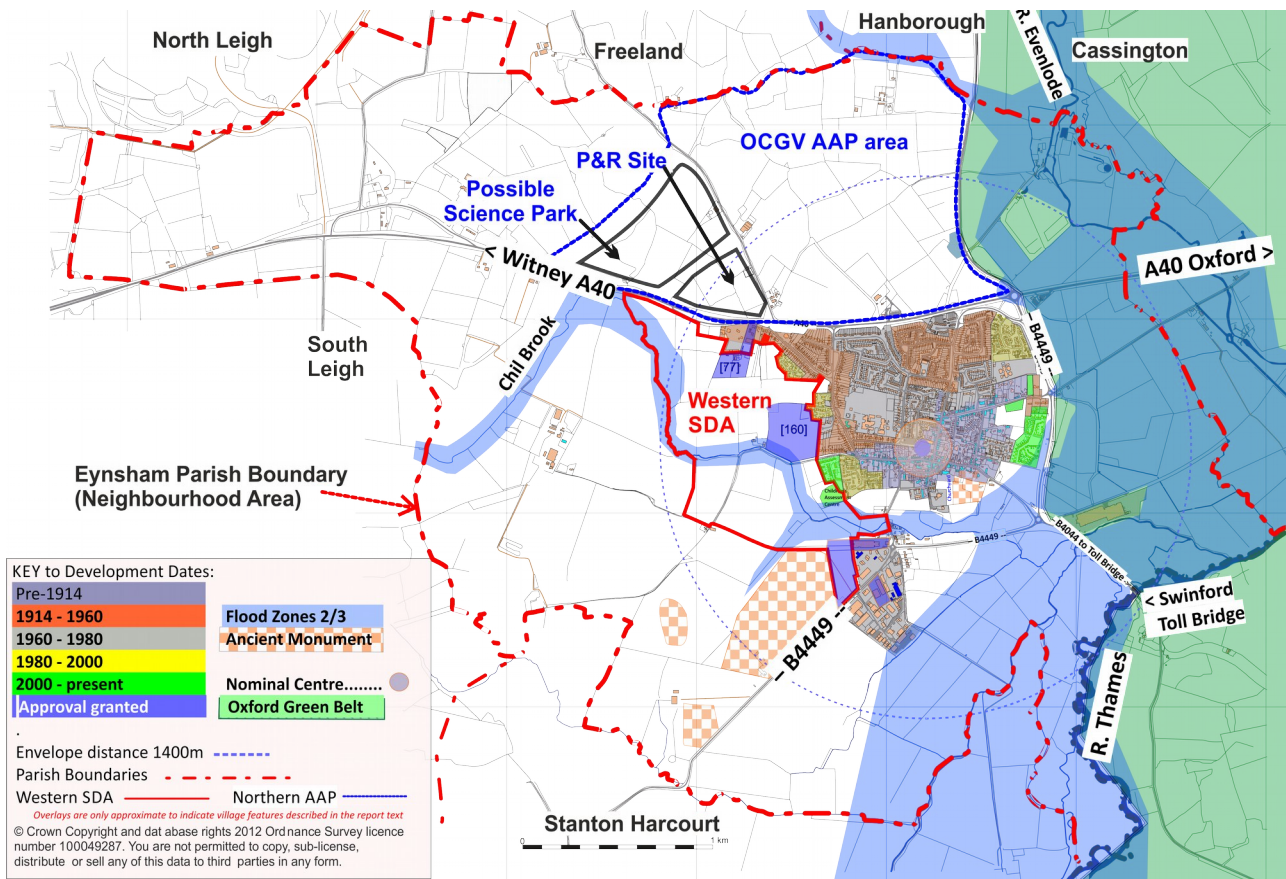 North Leigh
Freeland
Hanborough
R. Evenlode
Cassington
OCGV AAP area
P&R Site
Possible
Science Park
< Witney A40
A40 Oxford >
A40
B4449 --
Chil Brook
South
Leigh
[77]
Western
SDA
[160]
Eynsham Parish Boundary
(Neighbourhood Area)
-- B4449 --
B4044 to Toll Bridge >
< Swinford
Toll Bridge
-- B4449 --
R. Thames
Stanton Harcourt
0
1 km
KEY to Development Dates:
Pre-1914
1914 - 1960
1960 - 1980
1980 - 2000
2000 - present
Approval granted
.
Flood Zones 2/3
Ancient Monument
Nominal Centre........
Oxford Green Belt
Envelope distance 1400m
Parish Boundaries
Western SDA
Northern AAP
Overlays are only approximate to indicate village features described in the report text
© Crown Copyright and dat abase rights 2012 Ordnance Survey licence
number 100049287. You are not permitted to copy, sub-license,
distribute or sell any of this data to third parties in any form.